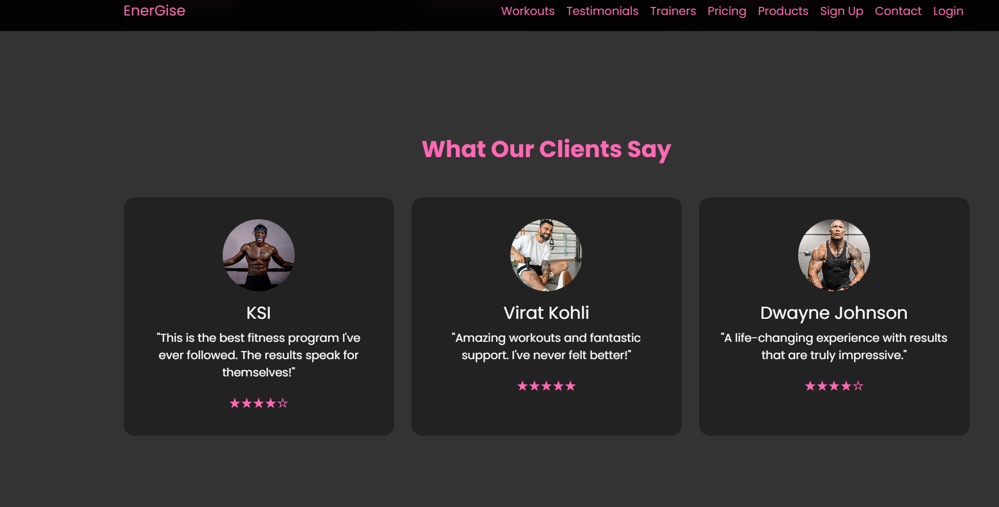 EnerGise
Workouts Testimonials Trainers Pricing Products Sign Up Contact Login
What Our Clients Say
KSI
"This is the best fitness program I've
ever followed. The results speak for
themselves!"
★★★★☆
Virat Kohli
"Amazing workouts and fantastic
support. I've never felt better!"
★★★★★
Dwayne Johnson
"A life-changing experience with results
that are truly impressive."
★★★★☆